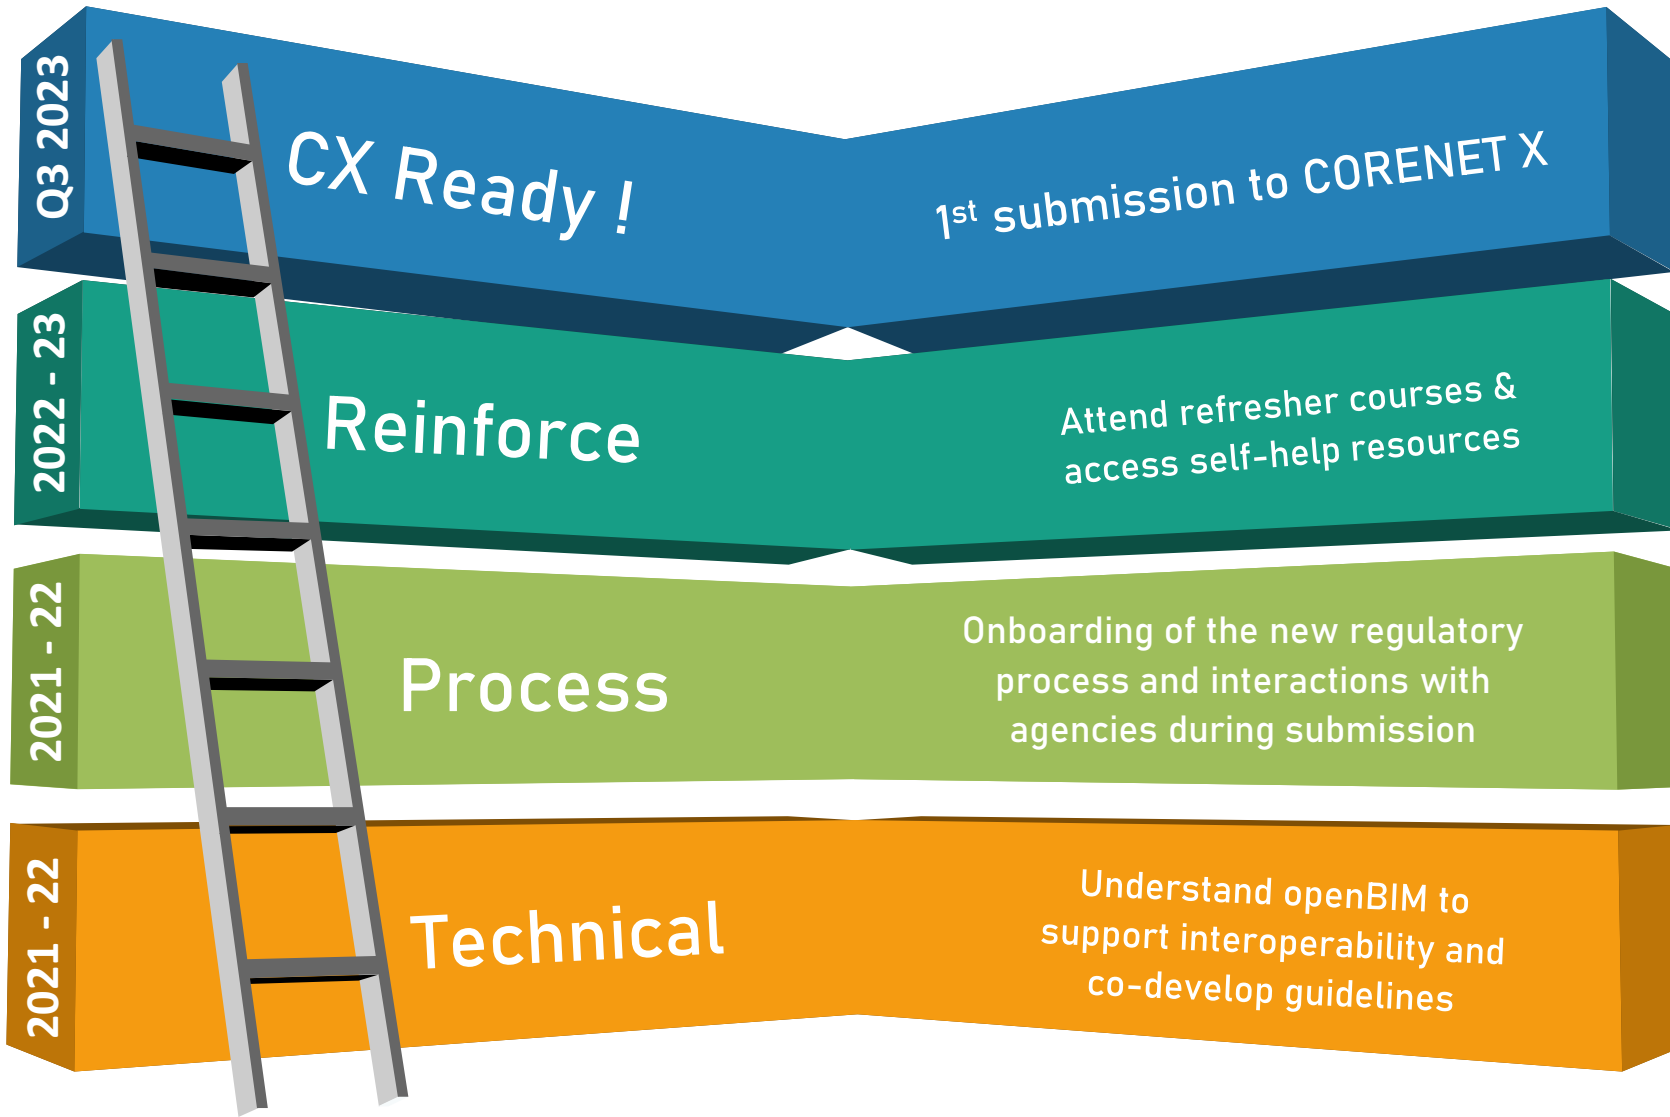 Q3 2023
CX Ready !
1st submission to CORENET X
2022 - 23
Reinforce
Attend refresher courses &
access self-help resources
2021 - 22
Process
Onboarding of the new regulatory
process and interactions with
agencies during submission
2021 - 22
Technical
Understand openBIM to
support interoperability and
co-develop guidelines